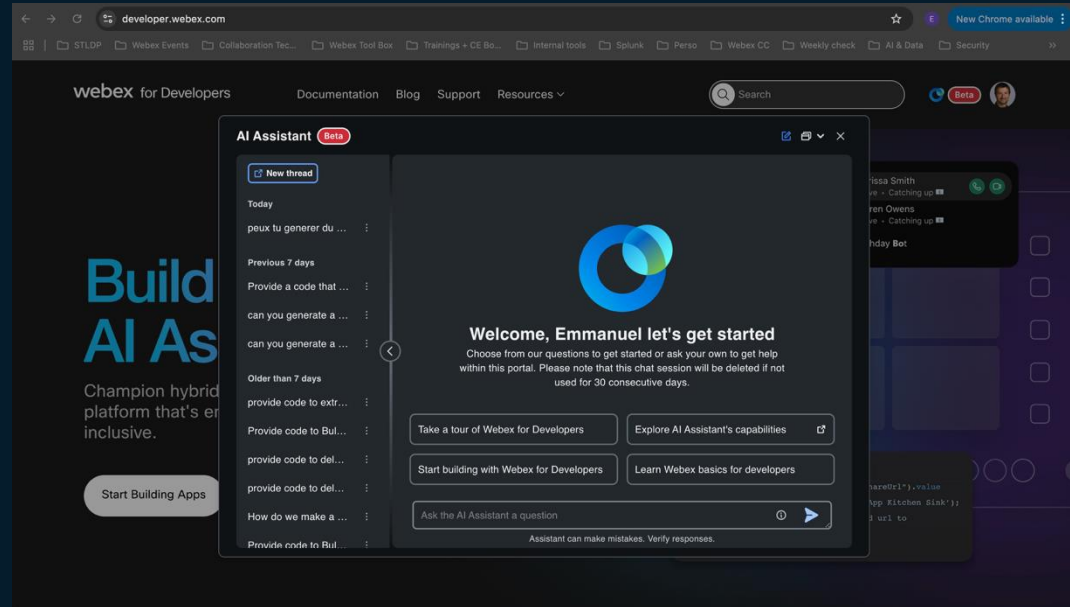 developer.webex.com
E
New Chrome available
STLDP
Webex Events
Collaboration Tec...
Webex Tool Box
Trainings + CE Bo...
Internal tools
Splunk
Perso
Webex CC
Weekly check
AI & Data
Security
webex for Developers
Documentation
Blog
Support
Resources
Search
Beta
AI Assistant Beta
New thread
Today
peux tu generer du ...
Previous 7 days
Provide a code that ...
can you generate a ...
can you generate a ...
Older than 7 days
provide code to extr...
Provide code to Bul...
provide code to del...
provide code to del...
How do we make a ...
Provide code to Bul...
Welcome, Emmanuel let's get started
Choose from our questions to get started or ask your own to get help
within this portal. Please note that this chat session will be deleted if not
used for 30 consecutive days.
Take a tour of Webex for Developers
Explore AI Assistant's capabilities
Start building with Webex for Developers
Learn Webex basics for developers
Ask the AI Assistant a question
Assistant can make mistakes. Verify responses.
Build
AI As
Champion hybrid
platform that's en
inclusive.
Start Building Apps
rissa Smith
ve • Catching up
ren Owens
ve • Catching up
hday Bot
hareUrl").value
App Kitchen Sink');
d url to